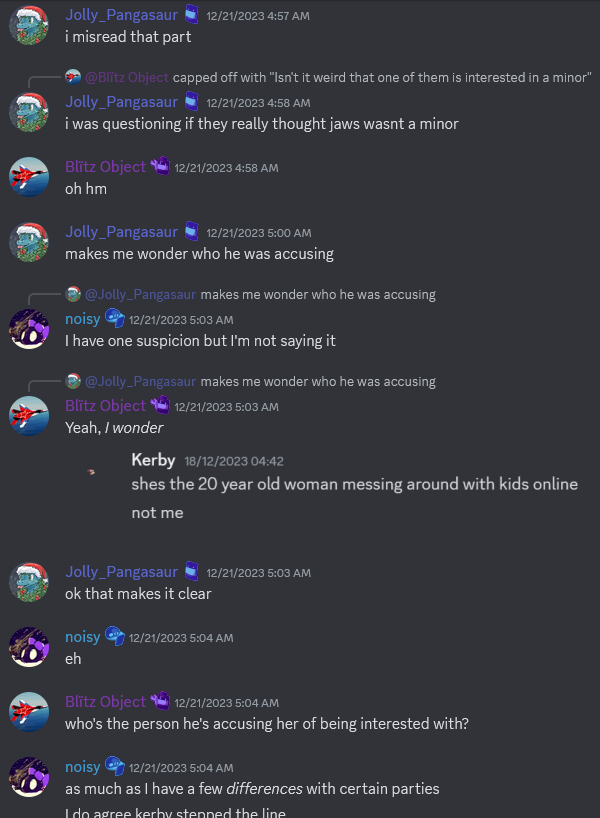 Jolly_Pangasaur 12/21/2023 4:57 AM
i misread that part
@Blītz Object capped off with "Isn't it weird that one of them is interested in a minor"
Jolly_Pangasaur 12/21/2023 4:58 AM
i was questioning if they really thought jaws wasnt a minor
Blītz Object 12/21/2023 4:58 AM
oh hm
Jolly_Pangasaur 12/21/2023 5:00 AM
makes me wonder who he was accusing
@Jolly_Pangasaur makes me wonder who he was accusing
noisy 12/21/2023 5:03 AM
I have one suspicion but I'm not saying it
@Jolly_Pangasaur makes me wonder who he was accusing
Blītz Object 12/21/2023 5:03 AM
Yeah, I wonder
Kerby 18/12/2023 04:42
shes the 20 year old woman messing around with kids online
not me
Jolly_Pangasaur 12/21/2023 5:03 AM
ok that makes it clear
noisy 12/21/2023 5:04 AM
eh
Blītz Object 12/21/2023 5:04 AM
who's the person he's accusing her of being interested with?
noisy 12/21/2023 5:04 AM
as much as I have a few differences with certain parties
I do agree kerby stepped the line